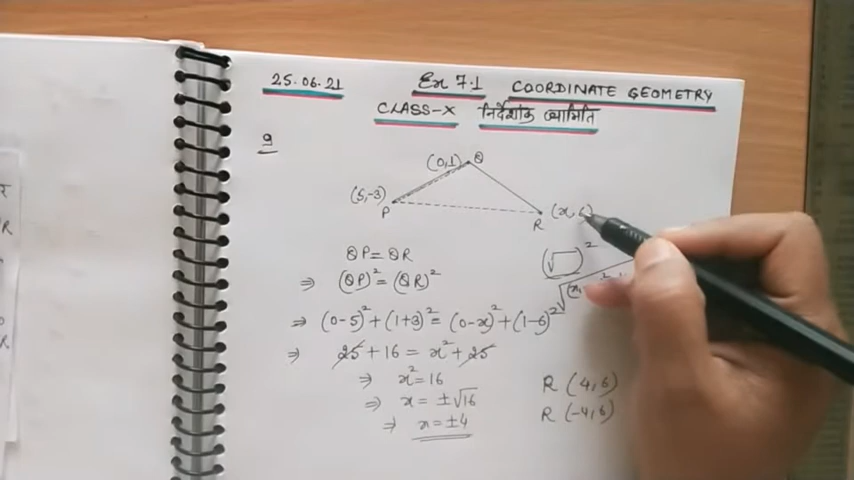 25.06.21 Ex 7.1 COORDINATE GEOMETRY
CLASS-X निर्देशांक ज्यामिति
9
(0,1) Q
(5,-3) P
R (x, 6)
QP = QR
⇒ (QP)² = (QR)²
(√ )²
⇒ (0-5)² + (1+3)² = (0-x)² + (1-6)²
⇒ 25 + 16 = x² + 25
⇒ x² = 16
⇒ x = ±√16
⇒ x = ±4
R (4,6)
R (-4,6)